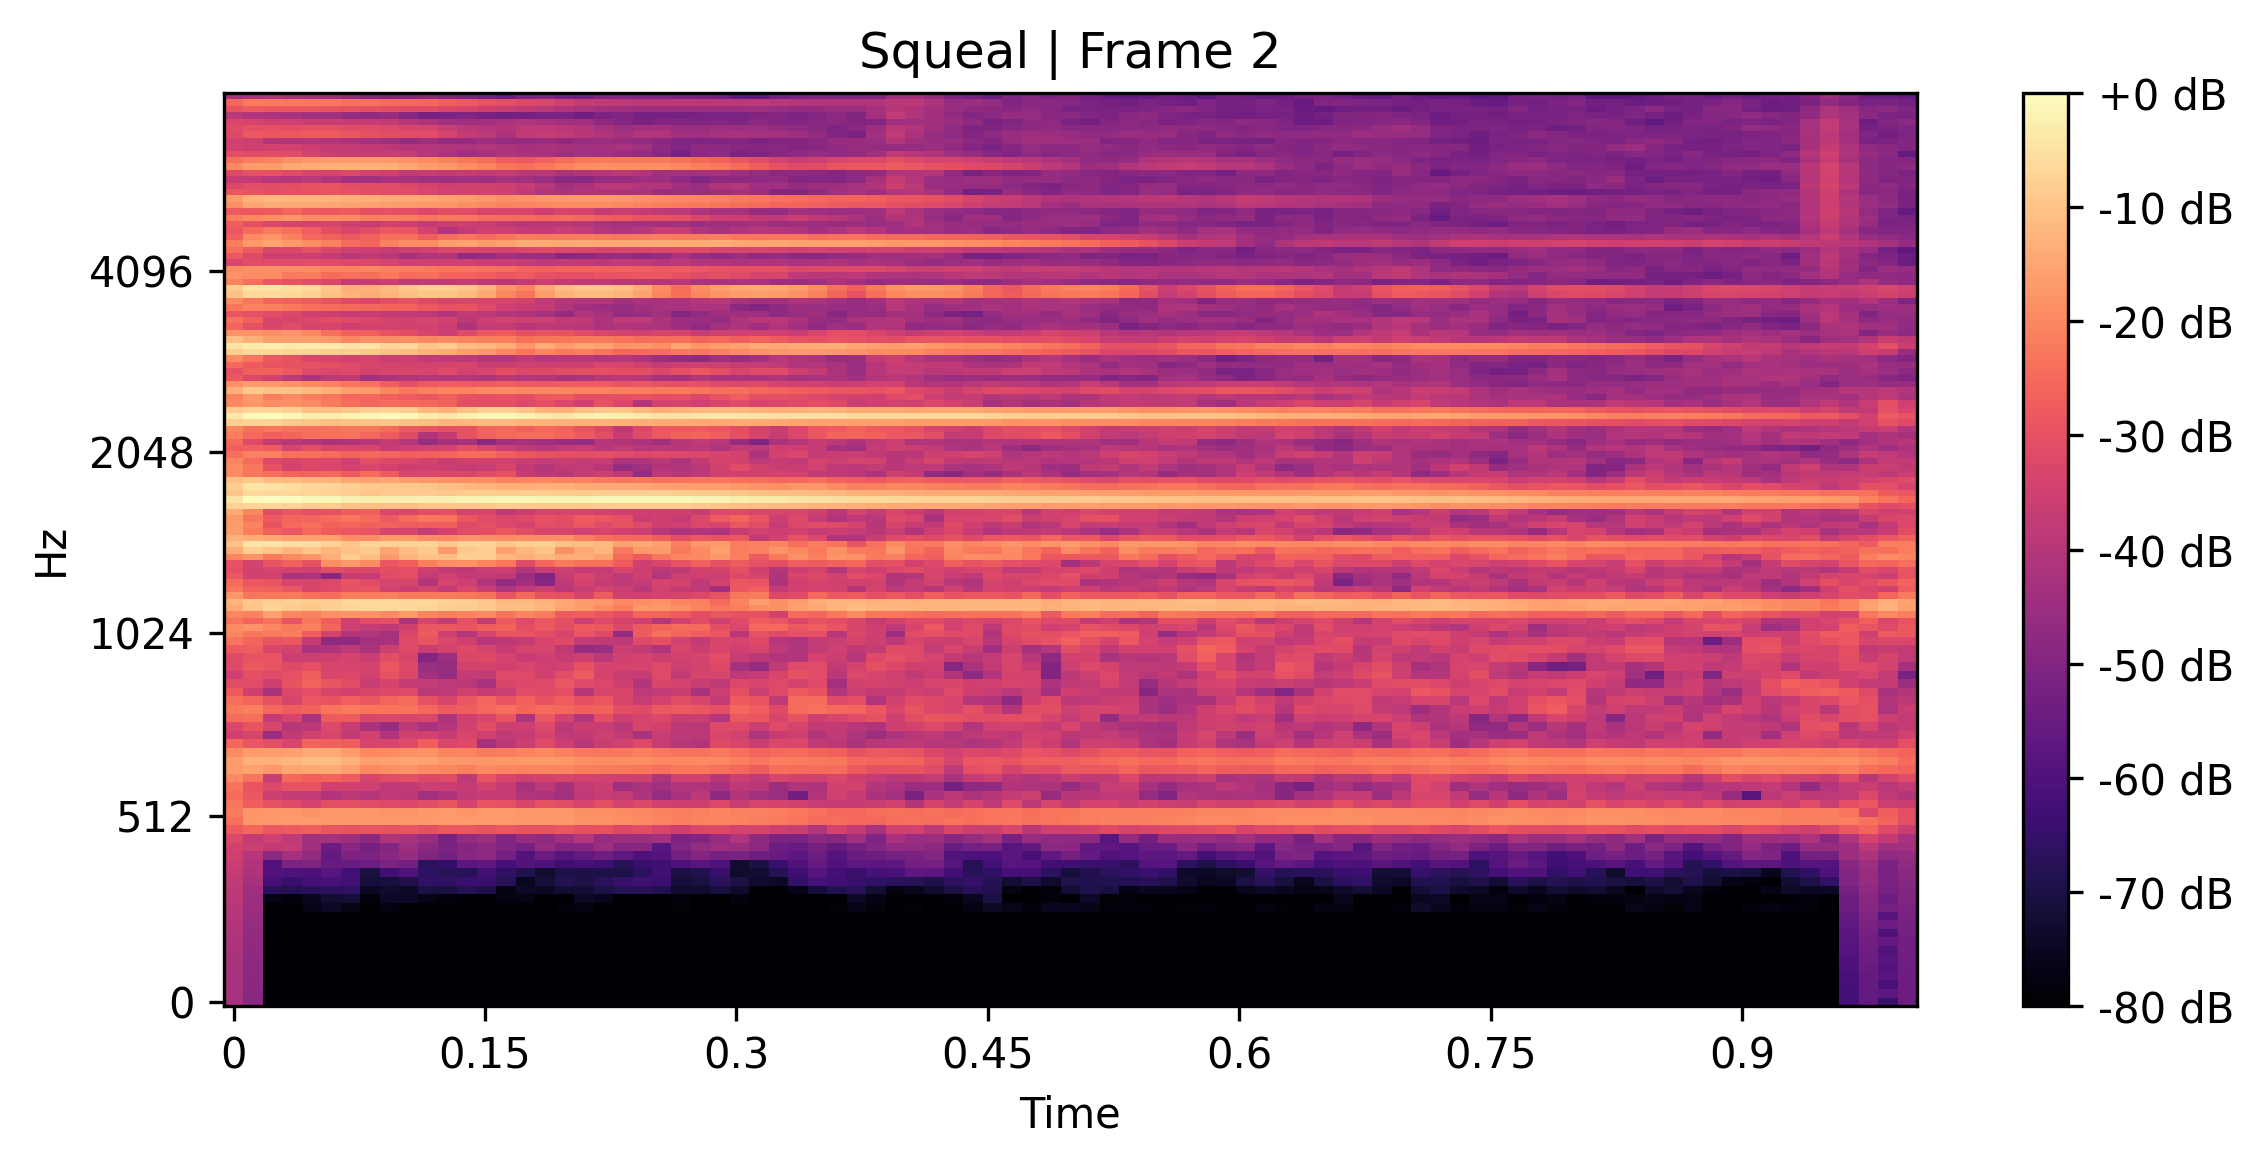 Squeal | Frame 2
+0 dB
4096
-10 dB
-20 dB
-30 dB
2048
-40 dB
Hz
1024
-50 dB
512
-60 dB
-70 dB
0
-80 dB
0 0.15 0.3 0.45 0.6 0.75 0.9
Time